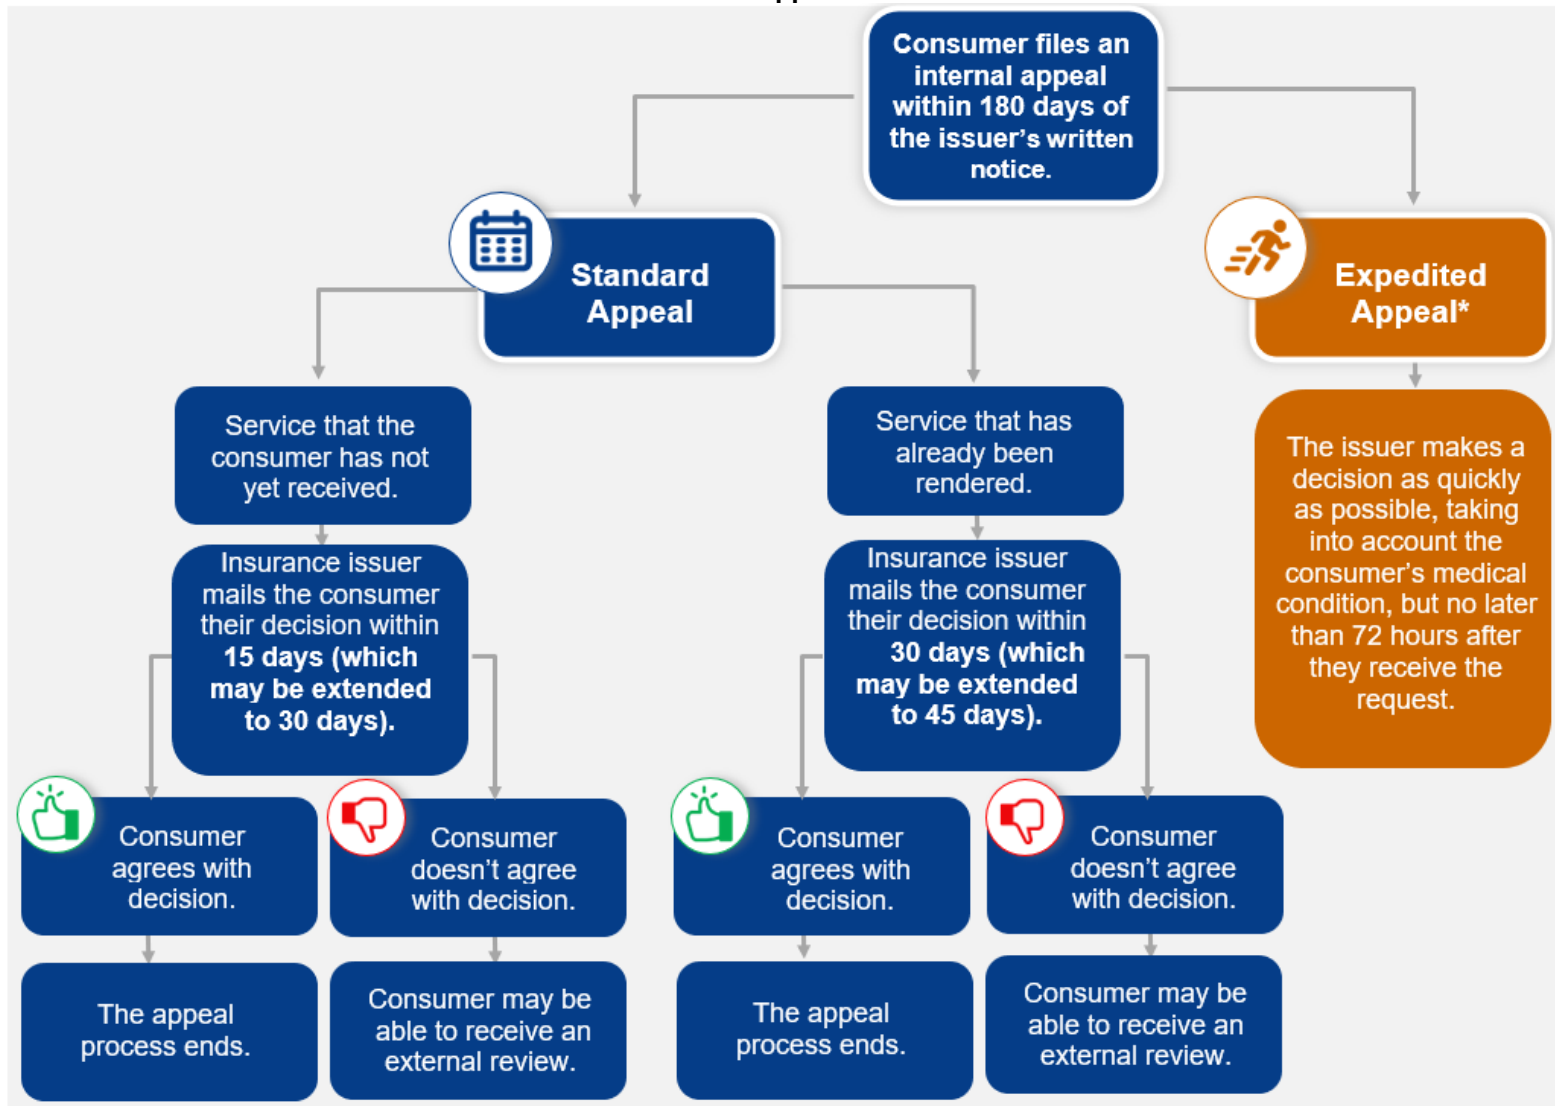 Consumer files an
internal appeal
within 180 days of
the issuer's written
notice.
Standard
Appeal
Expedited
Appeal*
Service that the
consumer has not
yet received.
Service that has
already been
rendered.
The issuer makes a
decision as quickly
as possible, taking
into account the
consumer's medical
condition, but no later
than 72 hours after
they receive the
request.
Insurance issuer
mails the consumer
their decision within
15 days (which
may be extended
to 30 days).
Insurance issuer
mails the consumer
their decision within
30 days (which
may be extended
to 45 days).
Consumer
agrees with
decision.
Consumer
doesn't agree
with decision.
Consumer
agrees with
decision.
Consumer
doesn't agree
with decision.
The appeal
process ends.
Consumer may be
able to receive an
external review.
The appeal
process ends.
Consumer may be
able to receive an
external review.